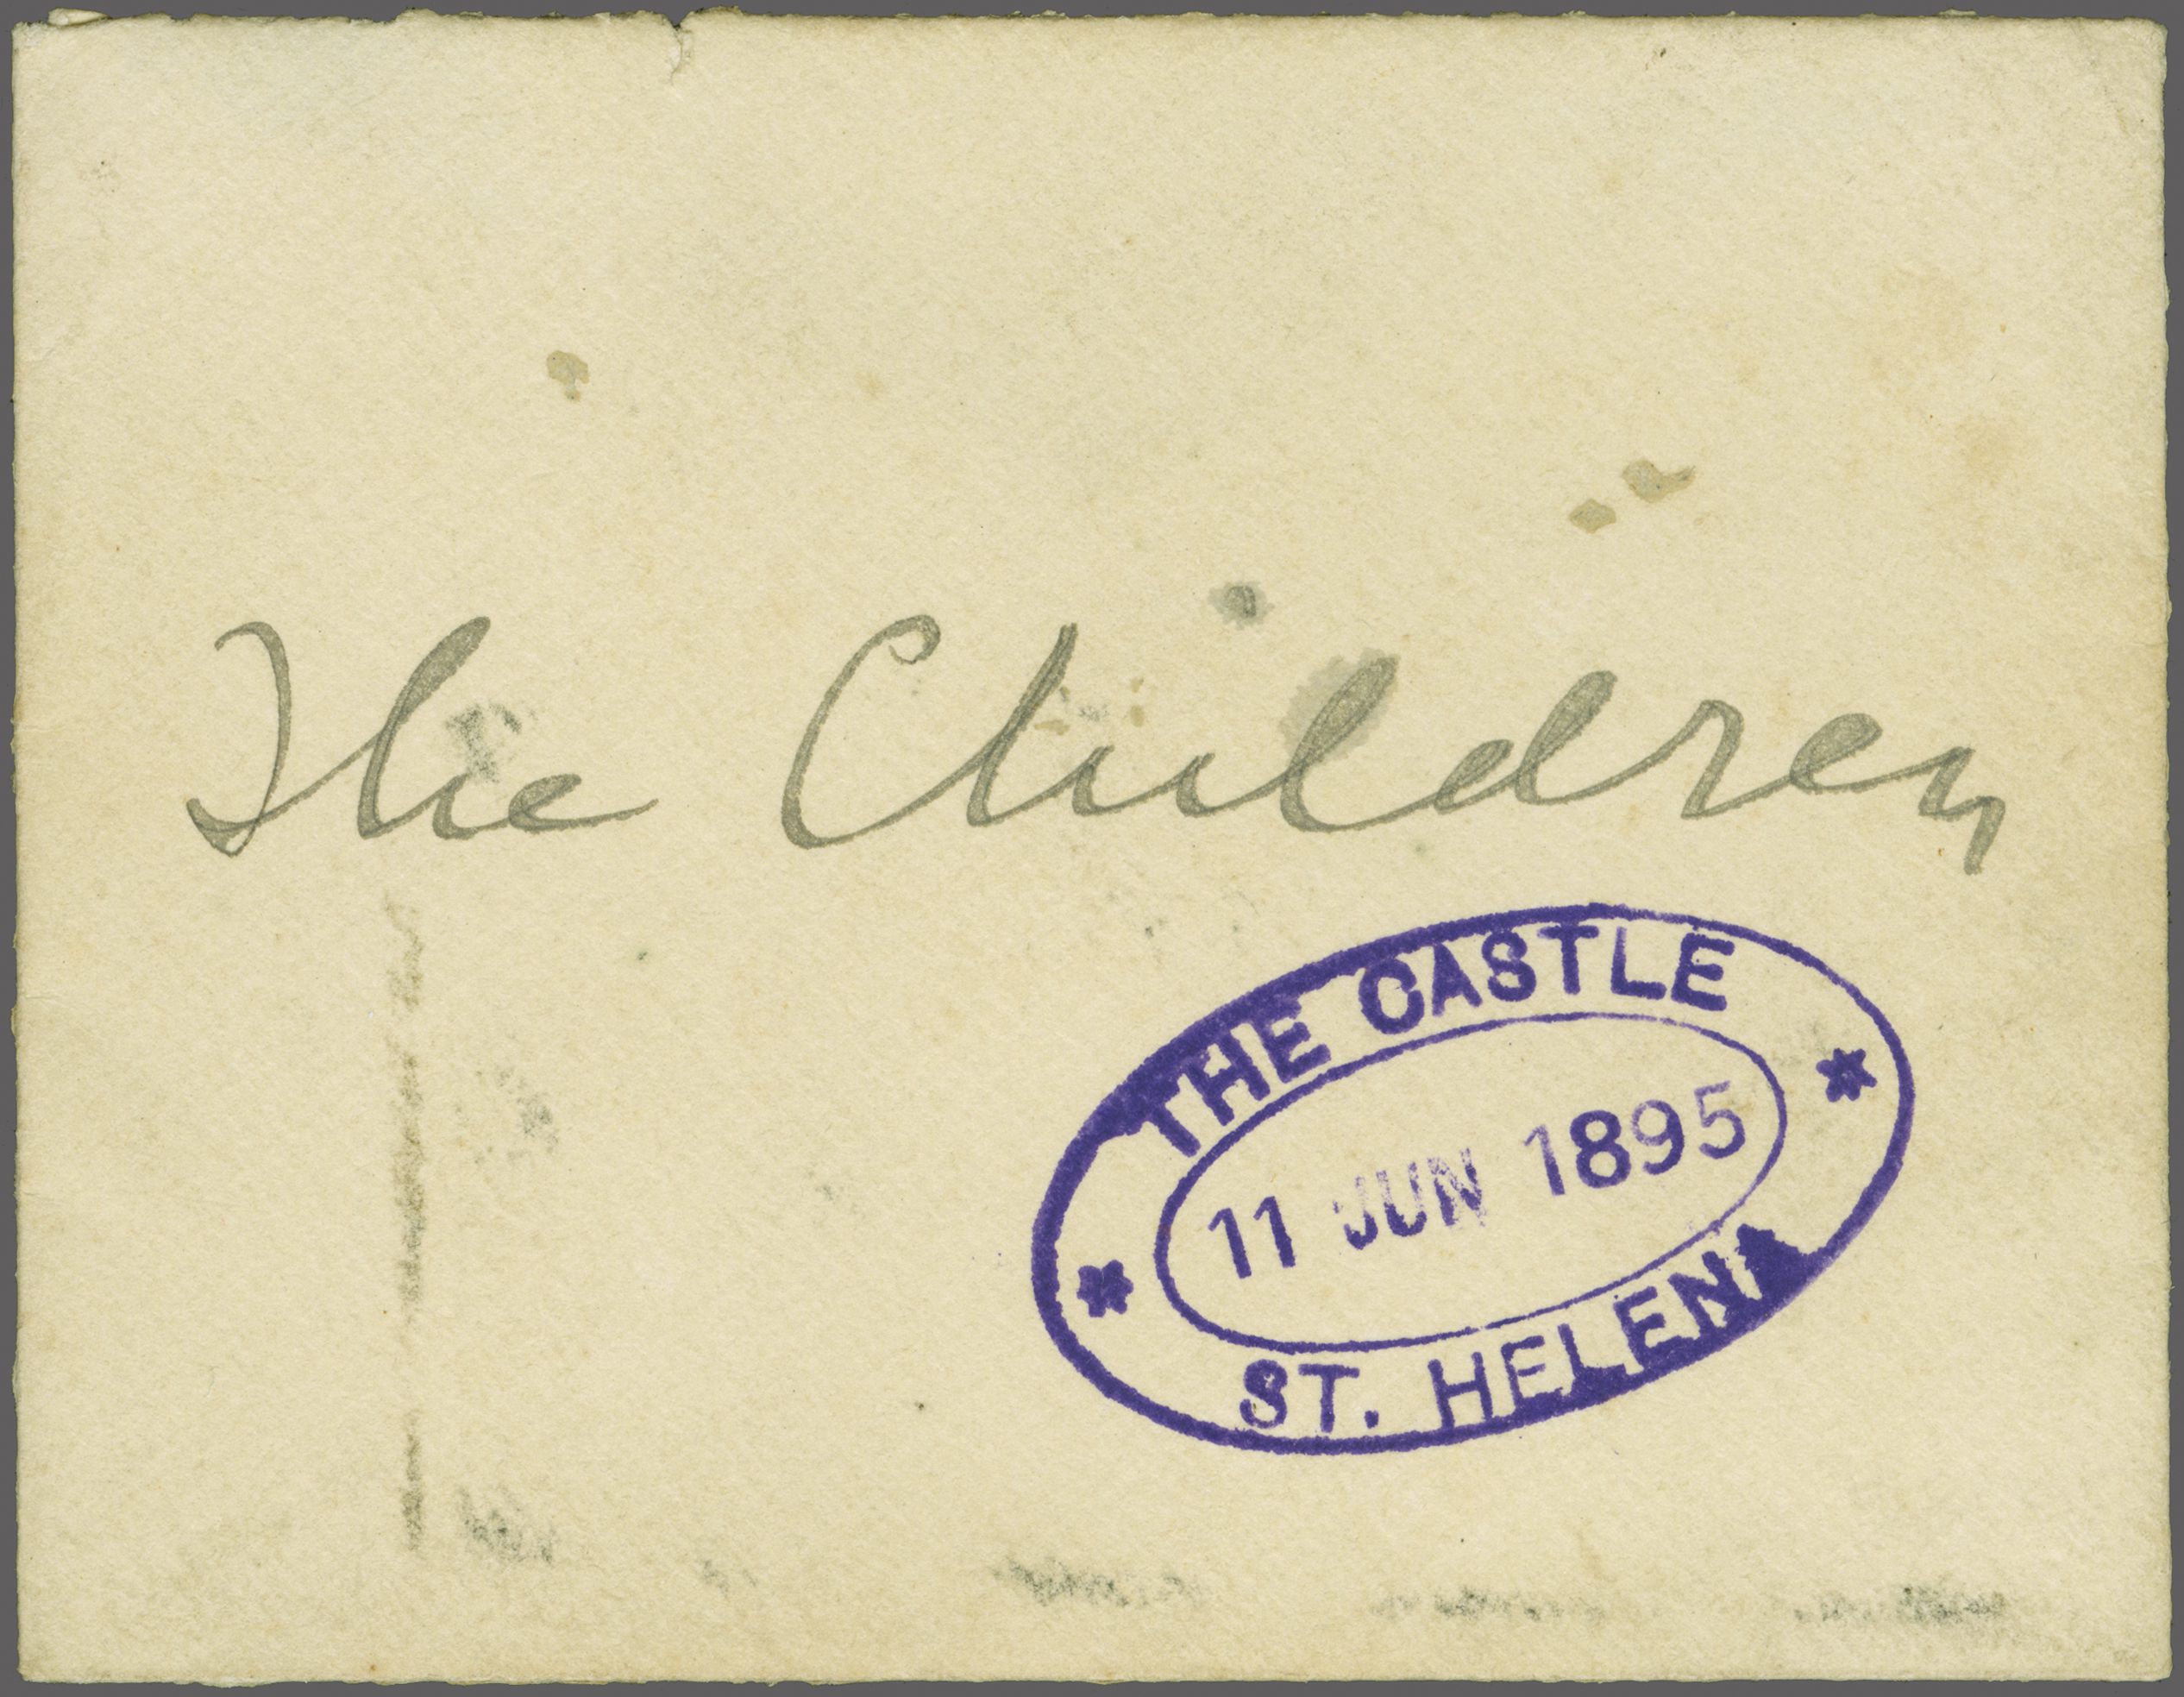 The Children
THE CASTLE
11 JUN 1895
ST. HELENA